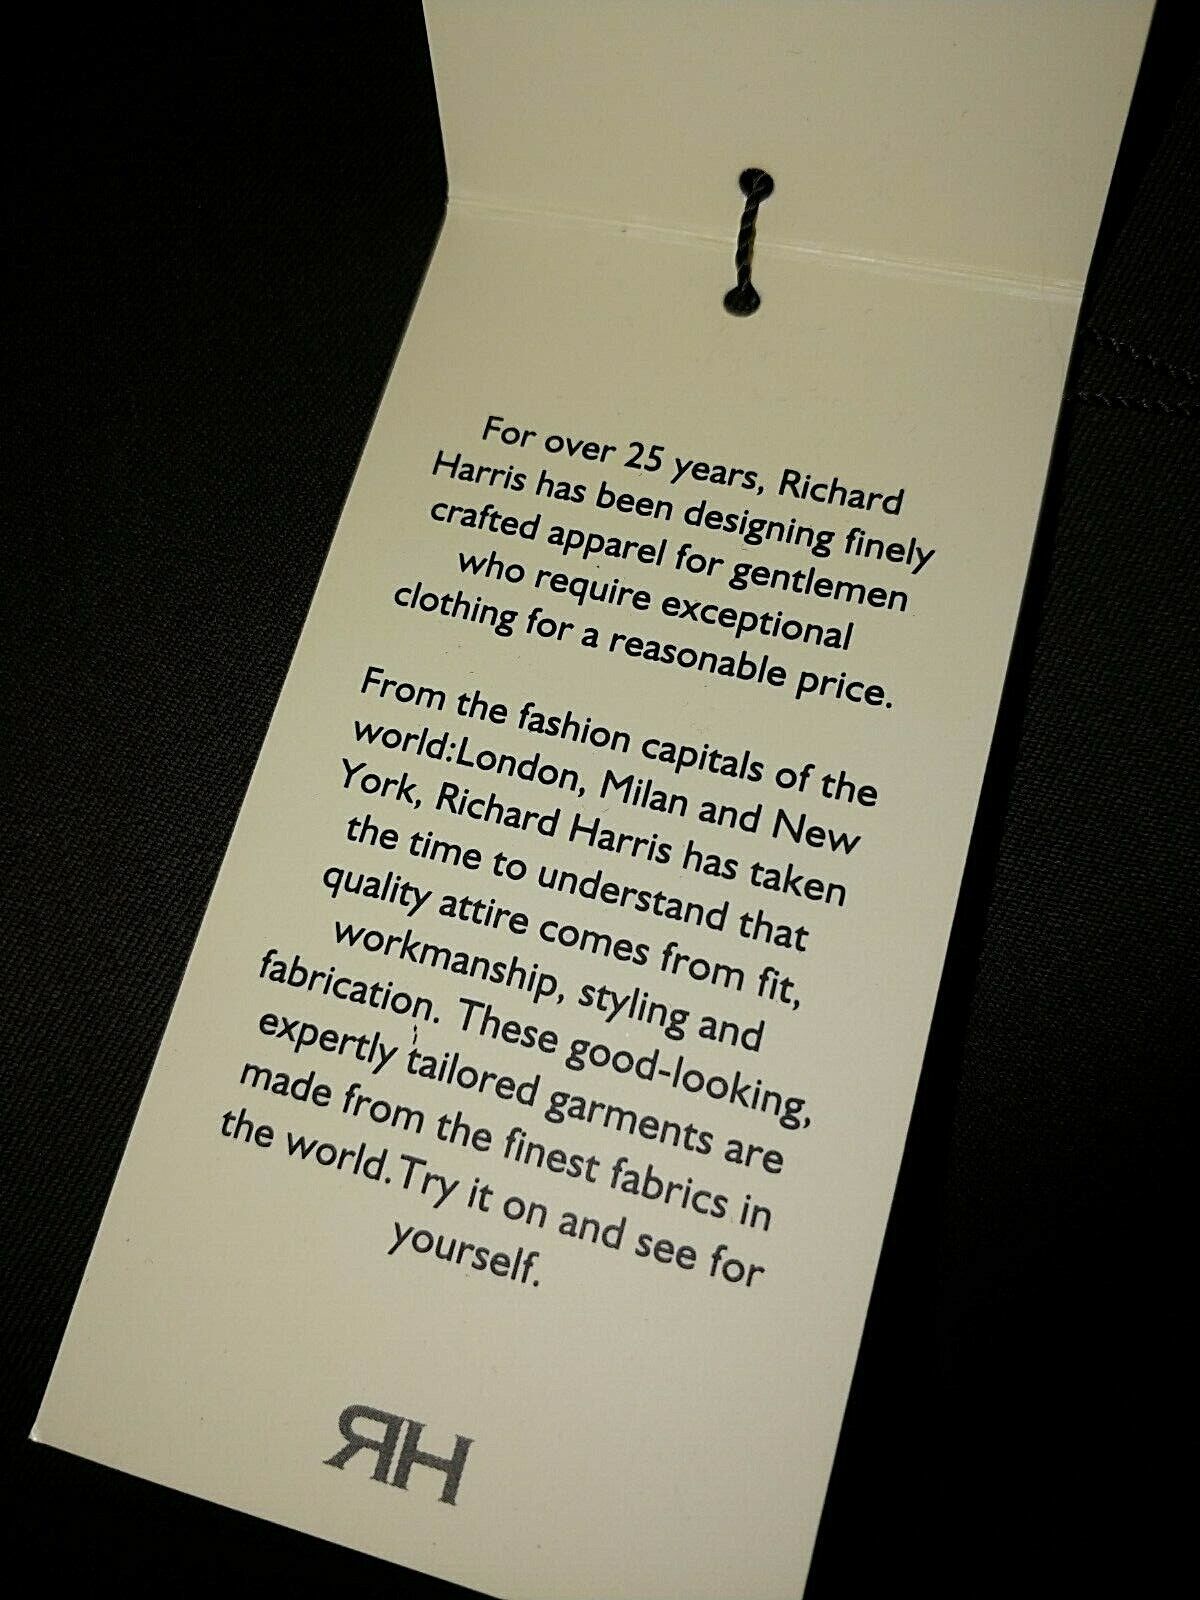 For over 25 years, Richard
Harris has been designing finely
crafted apparel for gentlemen
who require exceptional
clothing for a reasonable price.
From the fashion capitals of the
world:London, Milan and New
York, Richard Harris has taken
the time to understand that
quality attire comes from fit,
workmanship, styling and
fabrication. These good-looking,
expertly tailored garments are
made from the finest fabrics in
the world. Try it on and see for
yourself.
RH